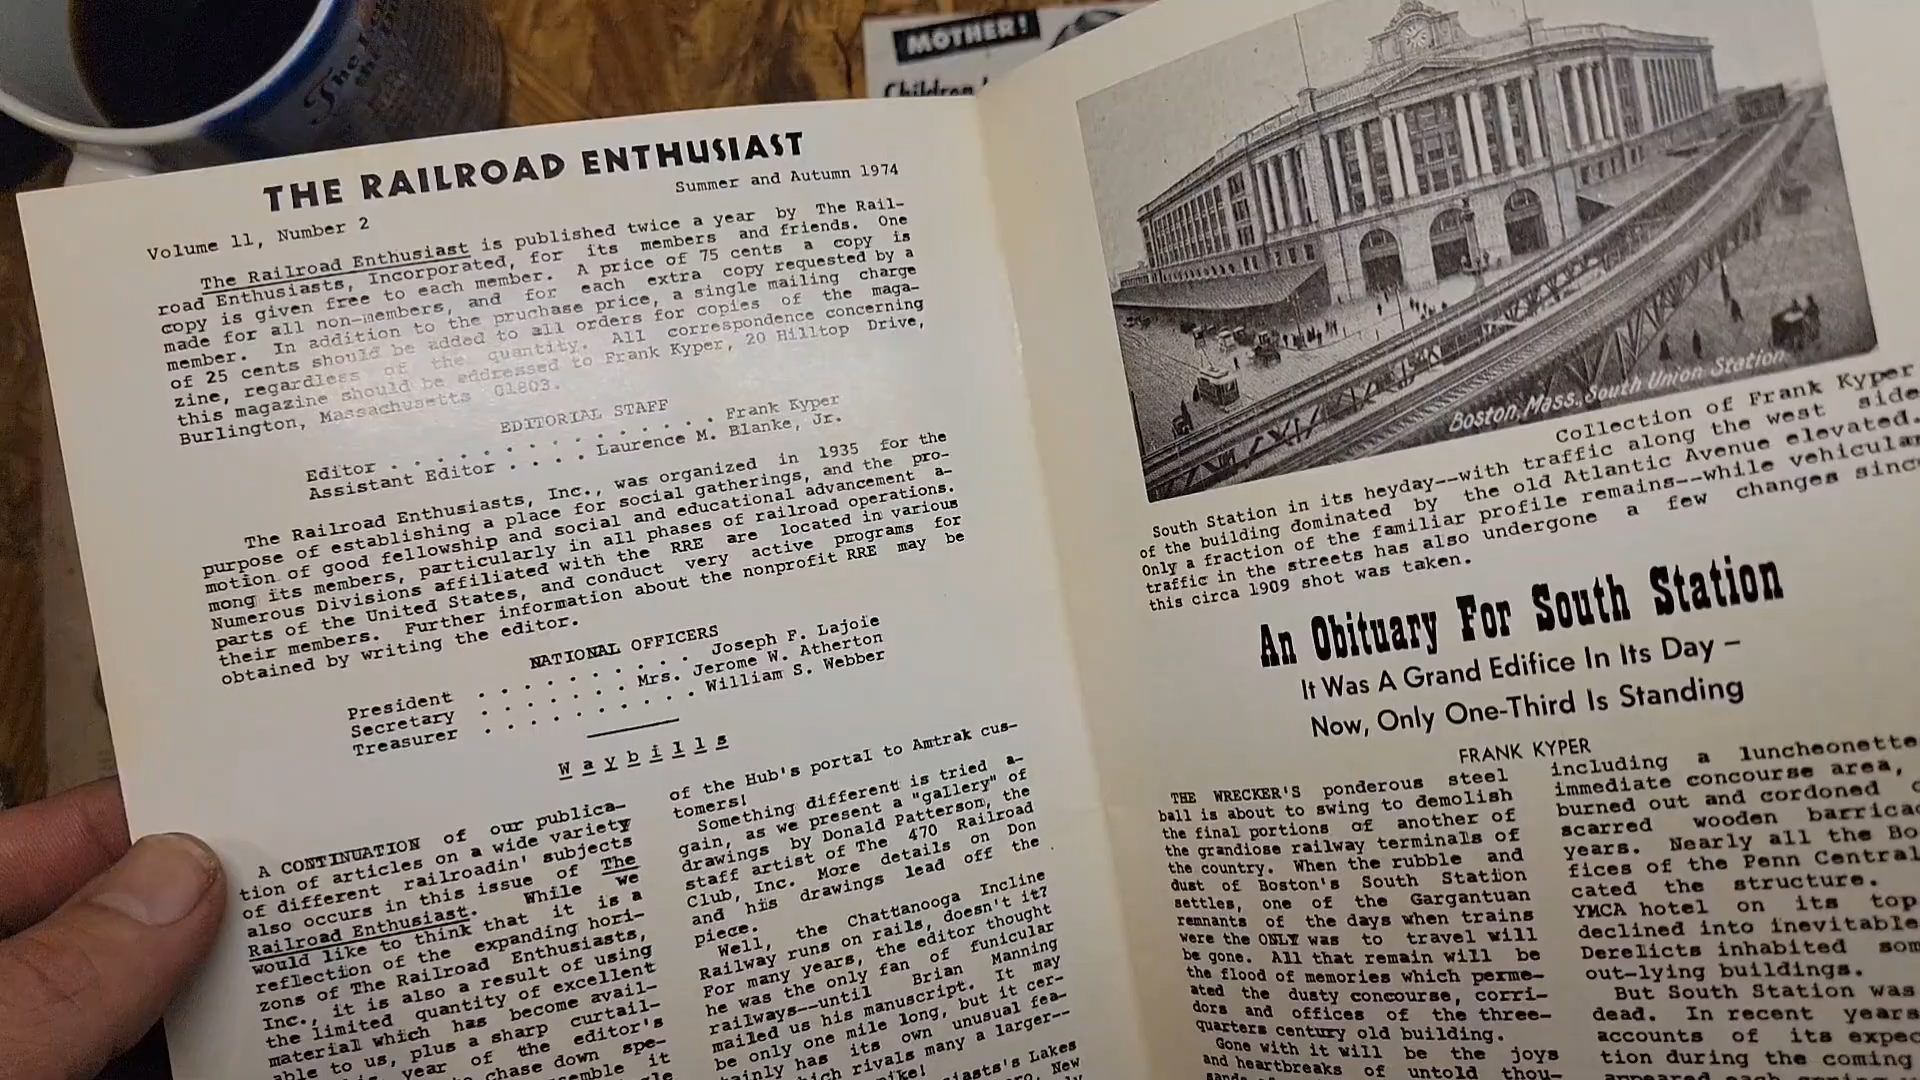 The
MOTHER!
Children
THE RAILROAD ENTHUSIAST
Volume 11, Number 2
Summer and Autumn 1974
The Railroad Enthusiast is published twice a year by The Rail-
road Enthusiasts, Incorporated, for its members and friends. One
copy is given free to each member. A price of 75 cents a copy is
made for all non-members, and for each extra copy requested by a
member. In addition to the pruchase price, a single mailing charge
of 25 cents should be added to all orders for copies of the maga-
zine, regardless of the quantity. All correspondence concerning
this magazine should be addressed to Frank Kyper, 20 Hilltop Drive,
Burlington, Massachusetts 01803.
EDITORIAL STAFF
Editor . . . . . . . . . . . . . . Frank Kyper
Assistant Editor . . . . Laurence M. Blanke, Jr.
The Railroad Enthusiasts, Inc., was organized in 1935 for the
purpose of establishing a place for social gatherings, and the pro-
motion of good fellowship and social and educational advancement a-
mong its members, particularly in all phases of railroad operations.
Numerous Divisions affiliated with the RRE are located in various
parts of the United States, and conduct very active programs for
their members. Further information about the nonprofit RRE may be
obtained by writing the editor.
NATIONAL OFFICERS
President . . . . . . . . . Joseph F. Lajoie
Secretary . . . . . . Mrs. Jerome W. Atherton
Treasurer . . . . . . . . . William S. Webber
Waybills
A CONTINUATION of our publica-
tion of articles on a wide variety
of different railroadin' subjects
also occurs in this issue of The
Railroad Enthusiast. While we
would like to think that it is a
reflection of the expanding hori-
zons of The Railroad Enthusiasts,
Inc., it is also a result of using
the limited quantity of excellent
material which has become avail-
able to us, plus a sharp curtail-
year of the editor's
chase down spe-
semble it
of the Hub's portal to Amtrak cus-
tomers!
Something different is tried a-
gain, as we present a "gallery" of
drawings by Donald Patterson, the
staff artist of The 470 Railroad
Club, Inc. More details on Don
and his drawings lead off the
piece.
Well, the Chattanooga Incline
Railway runs on rails, doesn't it?
For many years, the editor thought
he was the only fan of funicular
railways--until Brian Manning
mailed us his manuscript. It may
be only one mile long, but it cer-
tainly has its own unusual fea-
which rivals many a larger--
pike!
Lakes
New
Boston, Mass., South Union Station
Collection of Frank Kyper
South Station in its heyday--with traffic along the west side
of the building dominated by the old Atlantic Avenue elevated.
Only a fraction of the familiar profile remains--while vehicular
traffic in the streets has also undergone a few changes since
this circa 1909 shot was taken.
An Obituary For South Station
It Was A Grand Edifice In Its Day –
Now, Only One-Third Is Standing
FRANK KYPER
THE WRECKER'S ponderous steel
ball is about to swing to demolish
the final portions of another of
the grandiose railway terminals of
the country. When the rubble and
dust of Boston's South Station
settles, one of the Gargantuan
remnants of the days when trains
were the ONLY was to travel will
be gone. All that remain will be
the flood of memories which perme-
ated the dusty concourse, corri-
dors and offices of the three-
quarters century old building.
Gone with it will be the joys
and heartbreaks of untold thou-
including a luncheonette
immediate concourse area,
burned out and cordoned
scarred wooden barricad
years. Nearly all the Bo
fices of the Penn Central
cated the structure.
YMCA hotel on its top
declined into inevitable
Derelicts inhabited som
out-lying buildings.
But South Station was
dead. In recent years
accounts of its expec
tion during the coming